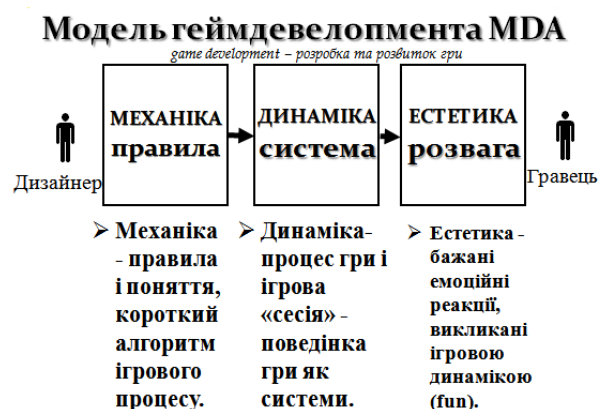 Модель геймдевелопмента MDA
game development – розробка та розвиток гри
МЕХАНІКА
правила
ДИНАМІКА
система
ЕСТЕТИКА
розвага
Дизайнер
Гравець
➢ Механіка
- правила
і поняття,
короткий
алгоритм
ігрового
процесу.
➢ Динаміка-
процес гри і
ігрова
«сесія» -
поведінка
гри як
системи.
➢ Естетика -
бажані
емоційні
реакції,
викликані
ігровою
динамікою
(fun).